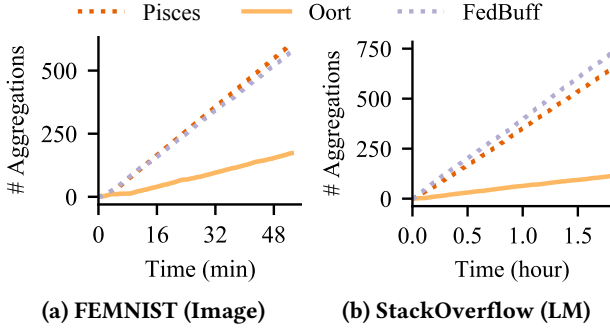 Pisces Oort FedBuff
# Aggregations
500
250
0
0 16 32 48
Time (min)
(a) FEMNIST (Image)
# Aggregations
750
500
250
0
0.0 0.5 1.0 1.5
Time (hour)
(b) StackOverflow (LM)